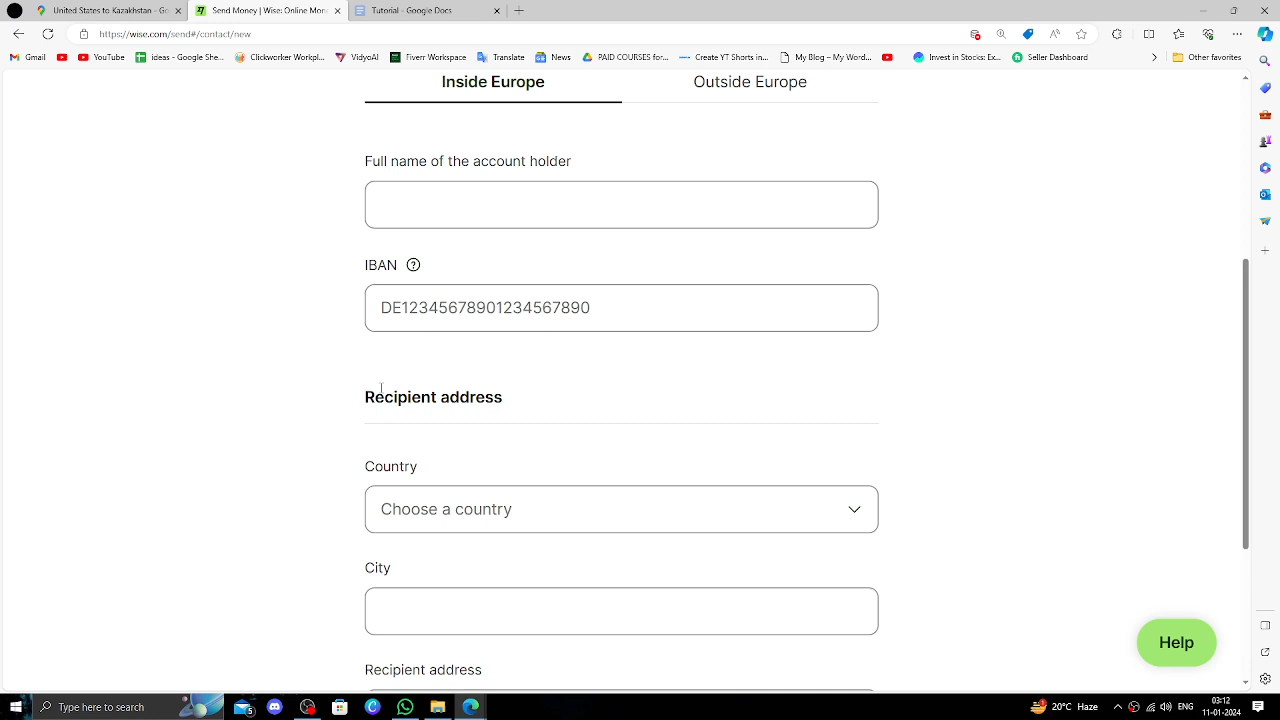 United States to Kazakhstan - Go
Send Money | Wise: Online Mone
Tutorial - Google Docs
https://wise.com/send#/contact/new
Gmail
YouTube
ideas - Google She...
Clickworker Workpl...
VidyoAI
Fiverr Workspace
Translate
News
PAID COURSES for...
Create YT Shorts in...
My Blog – My Word...
Invest in Stocks: Ex...
Seller Dashboard
Other favorites
Inside Europe
Outside Europe
Full name of the account holder
IBAN ?
DE12345678901234567890
Recipient address
Country
Choose a country
City
Help
Recipient address
Type here to search
5
20°C Haze
ENG
03:12
11-01-2024